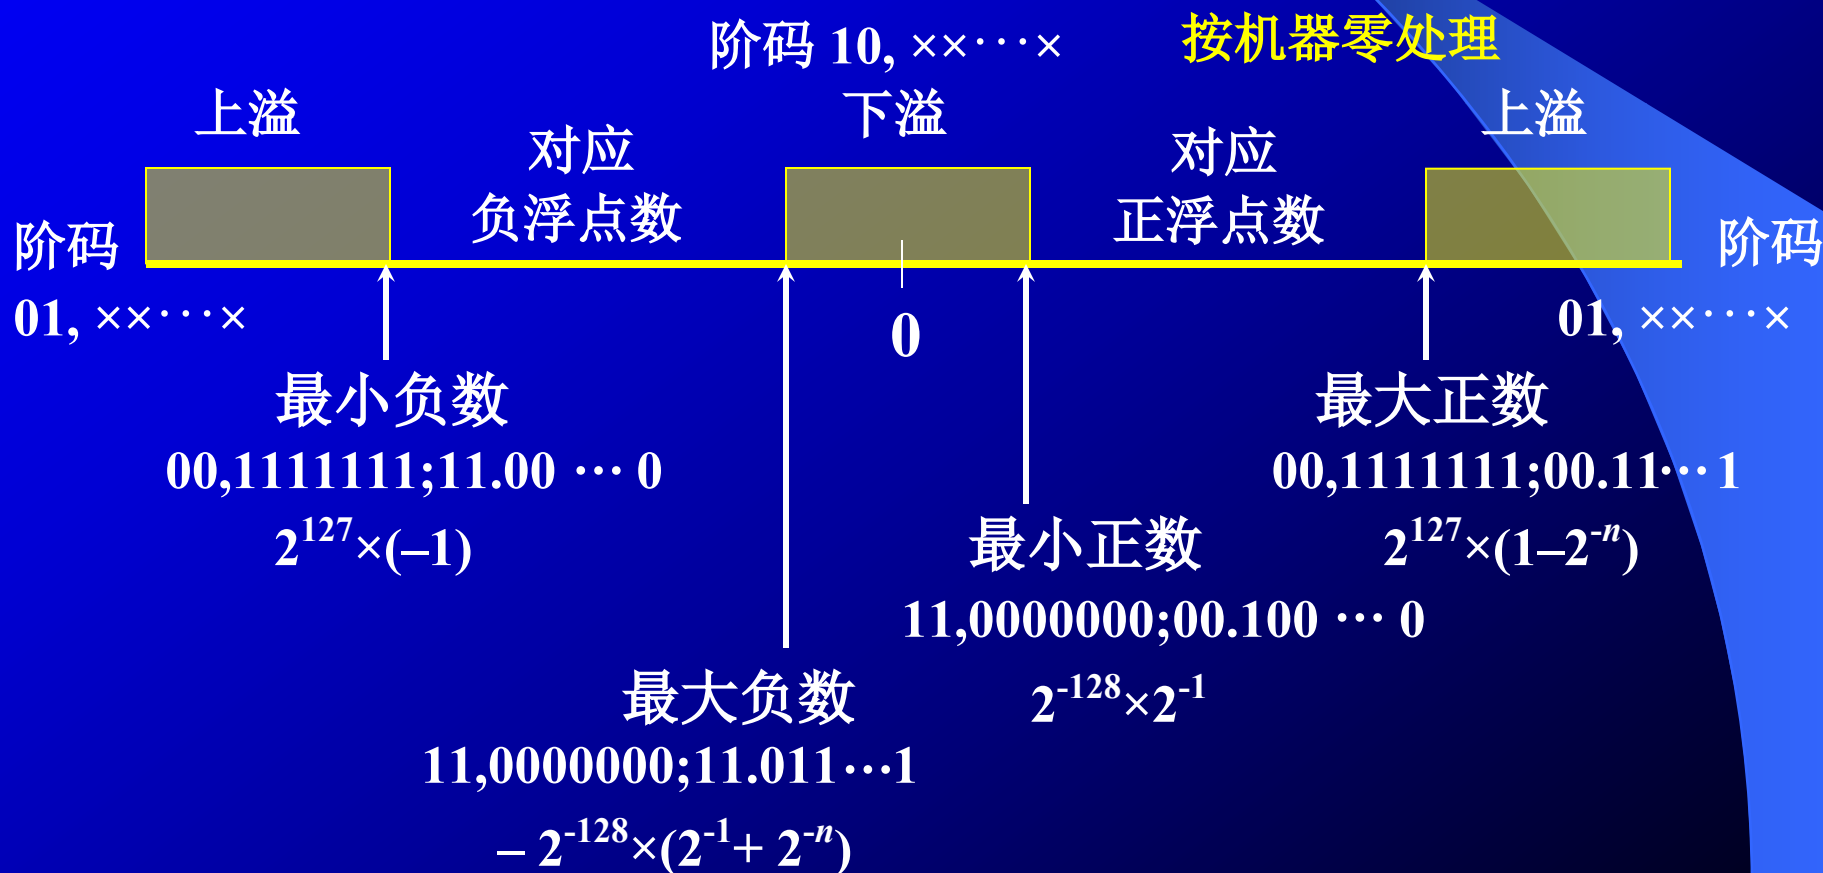 阶码 10, ××···×
按机器零处理
上溢
下溢
上溢
对应
负浮点数
对应
正浮点数
阶码
01, ××···×
阶码
01, ××···×
0
最小负数
00,1111111;11.00 ··· 0
2^127×(–1)
最大正数
00,1111111;00.11···1
2^127×(1–2^-n)
最小正数
11,0000000;00.100 ··· 0
2^-128×2^-1
最大负数
11,0000000;11.011···1
– 2^-128×(2^-1+ 2^-n)